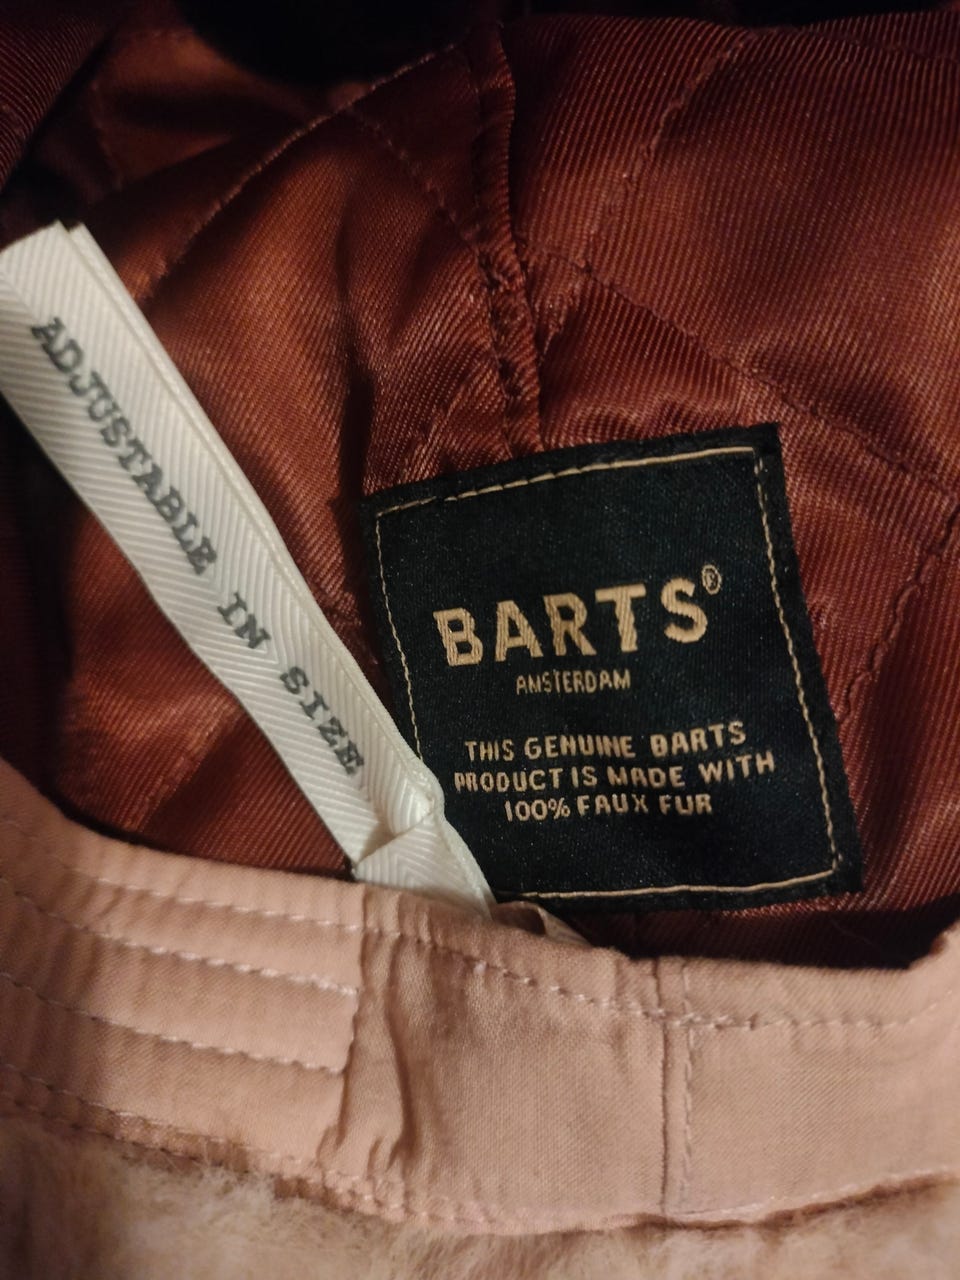 ADJUSTABLE IN SIZE
BARTS®
AMSTERDAM
THIS GENUINE BARTS
PRODUCT IS MADE WITH
100% FAUX FUR